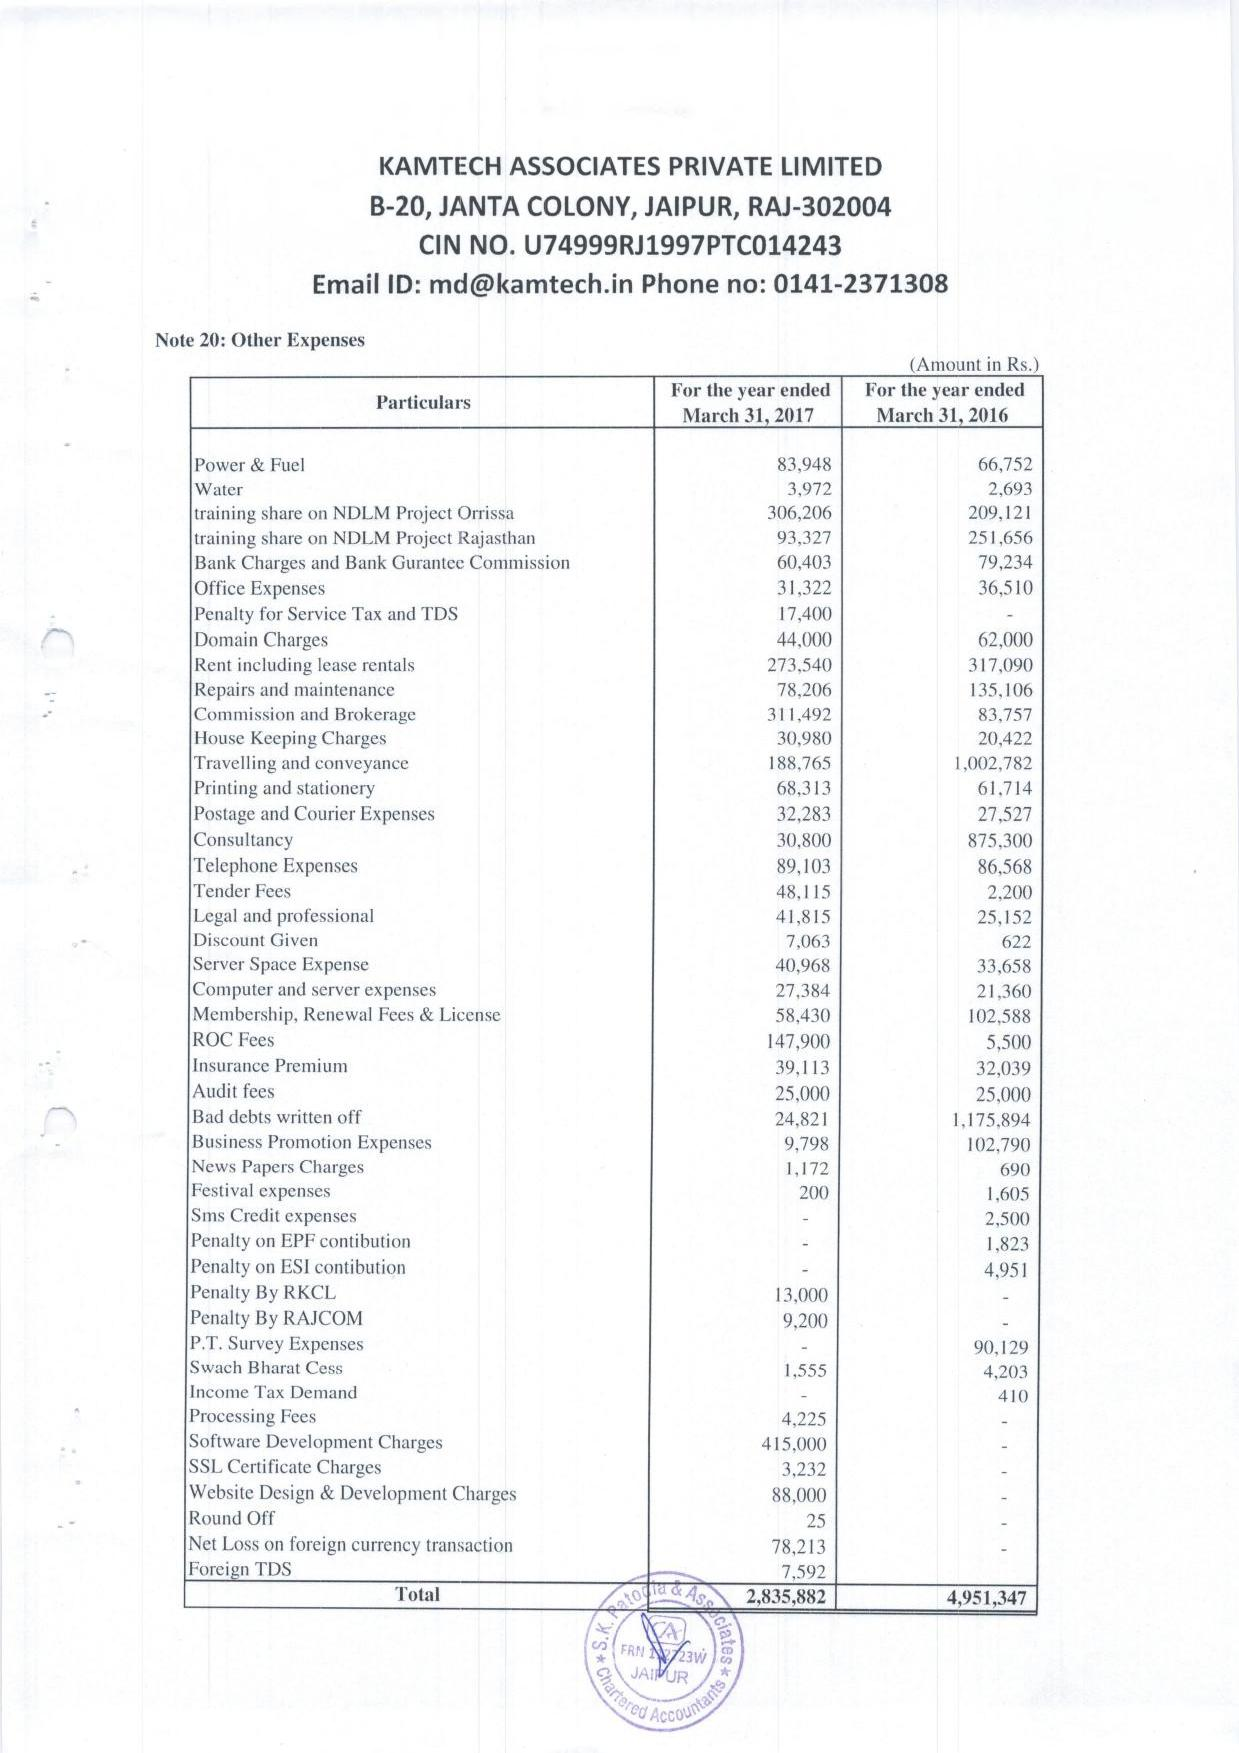 KAMTECH ASSOCIATES PRIVATE LIMITED
B-20, JANTA COLONY, JAIPUR, RAJ-302004
CIN NO. U74999RJ1997PTC014243
Email ID: md@kamtech.in Phone no: 0141-2371308
Note 20: Other Expenses
(Amount in Rs.)
Particulars For the year ended March 31, 2017 For the year ended March 31, 2016
Power & Fuel 83,948 66,752
Water 3,972 2,693
training share on NDLM Project Orrissa 306,206 209,121
training share on NDLM Project Rajasthan 93,327 251,656
Bank Charges and Bank Gurantee Commission 60,403 79,234
Office Expenses 31,322 36,510
Penalty for Service Tax and TDS 17,400 -
Domain Charges 44,000 62,000
Rent including lease rentals 273,540 317,090
Repairs and maintenance 78,206 135,106
Commission and Brokerage 311,492 83,757
House Keeping Charges 30,980 20,422
Travelling and conveyance 188,765 1,002,782
Printing and stationery 68,313 61,714
Postage and Courier Expenses 32,283 27,527
Consultancy 30,800 875,300
Telephone Expenses 89,103 86,568
Tender Fees 48,115 2,200
Legal and professional 41,815 25,152
Discount Given 7,063 622
Server Space Expense 40,968 33,658
Computer and server expenses 27,384 21,360
Membership, Renewal Fees & License 58,430 102,588
ROC Fees 147,900 5,500
Insurance Premium 39,113 32,039
Audit fees 25,000 25,000
Bad debts written off 24,821 1,175,894
Business Promotion Expenses 9,798 102,790
News Papers Charges 1,172 690
Festival expenses 200 1,605
Sms Credit expenses - 2,500
Penalty on EPF contibution - 1,823
Penalty on ESI contibution - 4,951
Penalty By RKCL 13,000 -
Penalty By RAJCOM 9,200 -
P.T. Survey Expenses - 90,129
Swach Bharat Cess 1,555 4,203
Income Tax Demand - 410
Processing Fees 4,225 -
Software Development Charges 415,000 -
SSL Certificate Charges 3,232 -
Website Design & Development Charges 88,000 -
Round Off 25 -
Net Loss on foreign currency transaction 78,213 -
Foreign TDS 7,592
Total 2,835,882 4,951,347
S.K. Patodia & Associates
CA
FRN
JAIPUR
Chartered Accountants